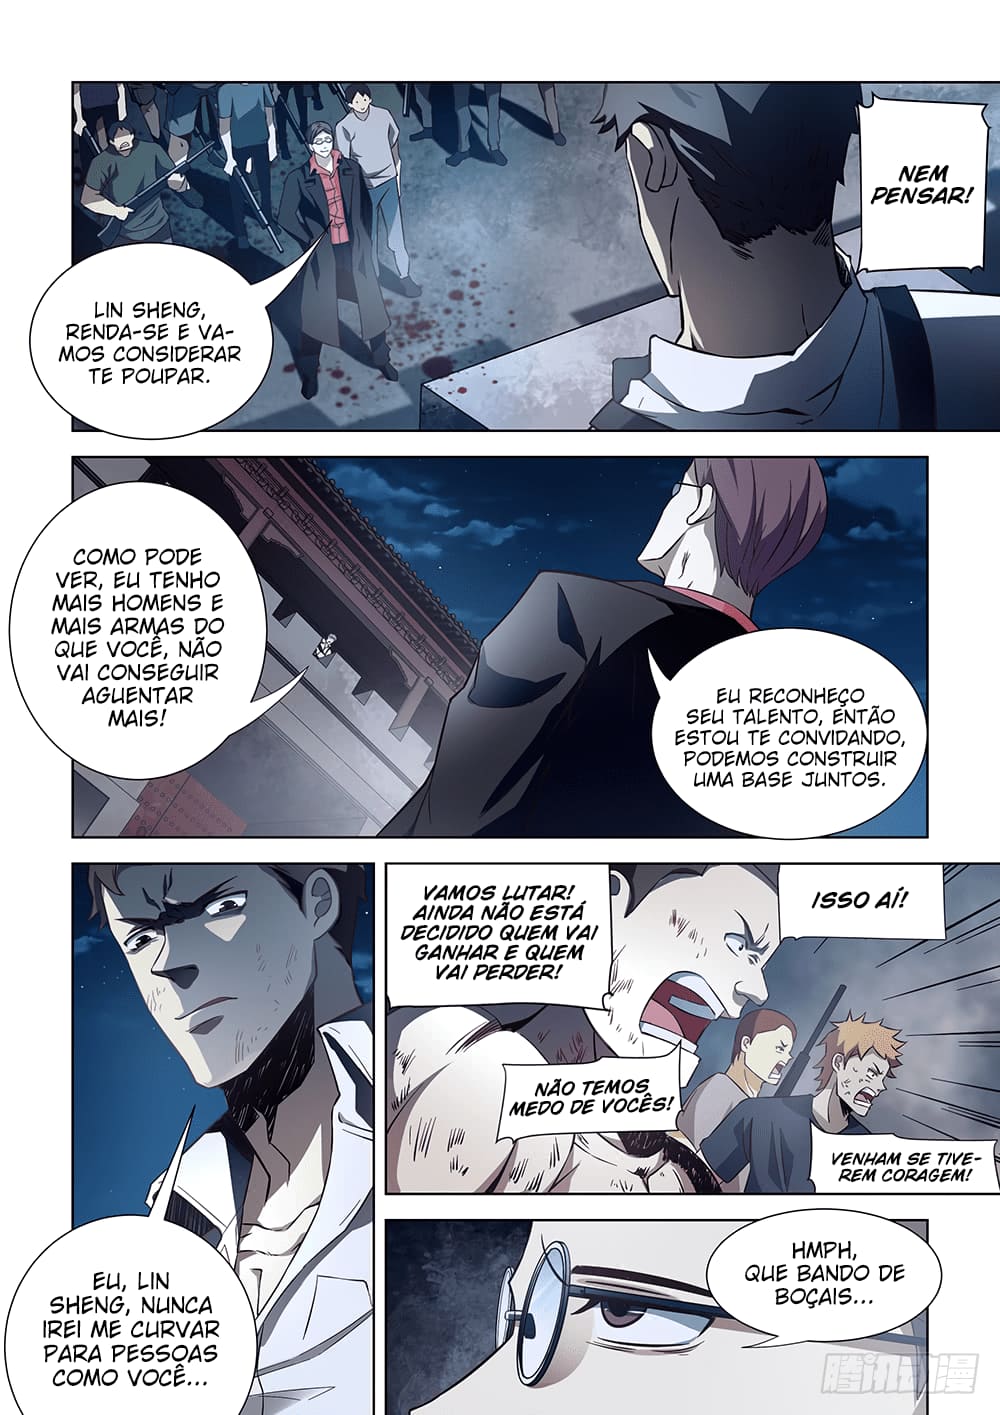 NEM
PENSAR!
LIN SHENG,
RENDA-SE E VA-
MOS CONSIDERAR
TE POUPAR.
COMO PODE
VER, EU TENHO
MAIS HOMENS E
MAIS ARMAS DO
QUE VOCÊ, NÃO
VAI CONSEGUIR
AGUENTAR
MAIS!
EU RECONHEÇO
SEU TALENTO, ENTÃO
ESTOU TE CONVIDANDO,
PODEMOS CONSTRUIR
UMA BASE JUNTOS.
VAMOS LUTAR!
AINDA NÃO ESTÁ
DECIDIDO QUEM VAI
GANHAR E QUEM
VAI PERDER!
ISSO AÍ!
NÃO TEMOS
MEDO DE VOCÊS!
VENHAM SE TIVE-
REM CORAGEM!
EU, LIN
SHENG, NUNCA
IREI ME CURVAR
PARA PESSOAS
COMO VOCÊ...
HMPH,
QUE BANDO DE
BOÇAIS...
腾讯动漫